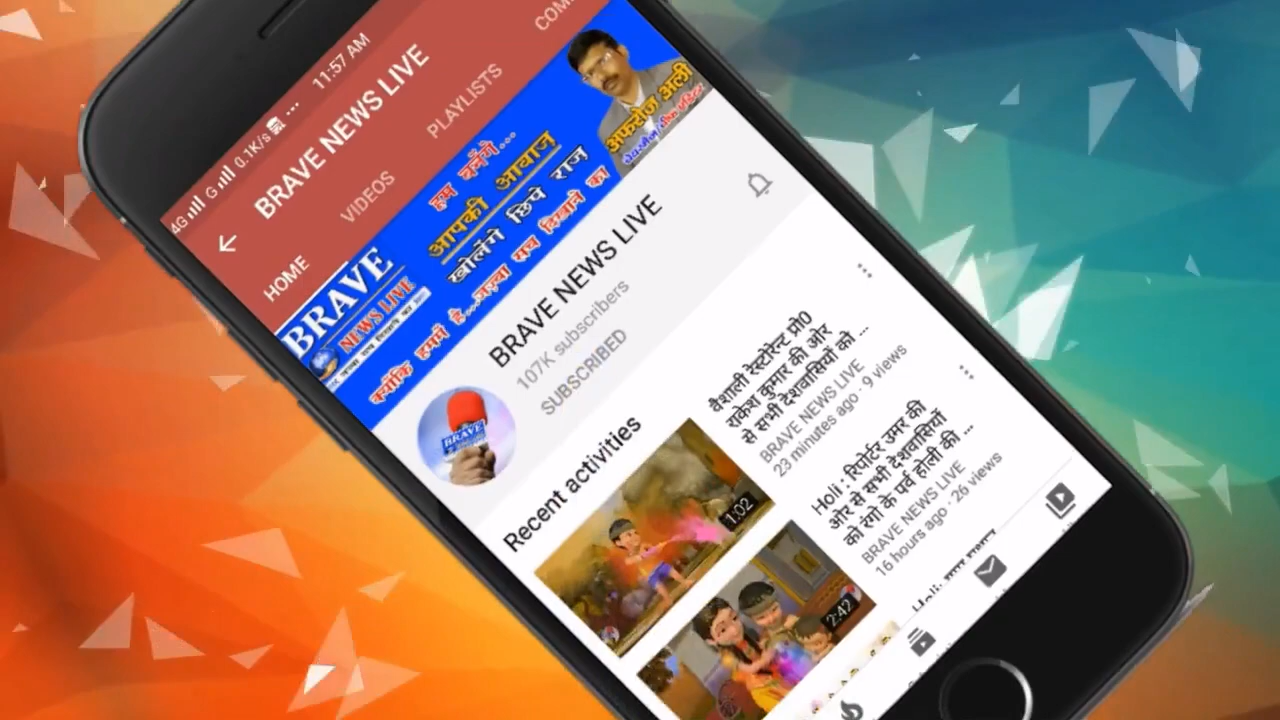 4G G 0.1K/s ... 11:57 AM
BRAVE NEWS LIVE
HOME VIDEOS PLAYLISTS COM
BRAVE
NEWS LIVE
हम बनेंगे...
आपकी आवाज
खोलेंगे छिपे राज
क्योंकि हममें है...जज़्बा सच दिखाने का
अफरोज अली
BRAVE NEWS LIVE
107K subscribers
SUBSCRIBED
BRAVE
Recent activities
1:02
वैशाली रेस्टोरेन्ट प्रो0
राकेश कुमार की ओर
से सभी देशवासियों को ...
BRAVE NEWS LIVE
23 minutes ago · 9 views
2:42
Holi : रिपोर्टर उमर की
ओर से सभी देशवासियों
को रंगो के पर्व होली की ...
BRAVE NEWS LIVE
16 hours ago · 26 views